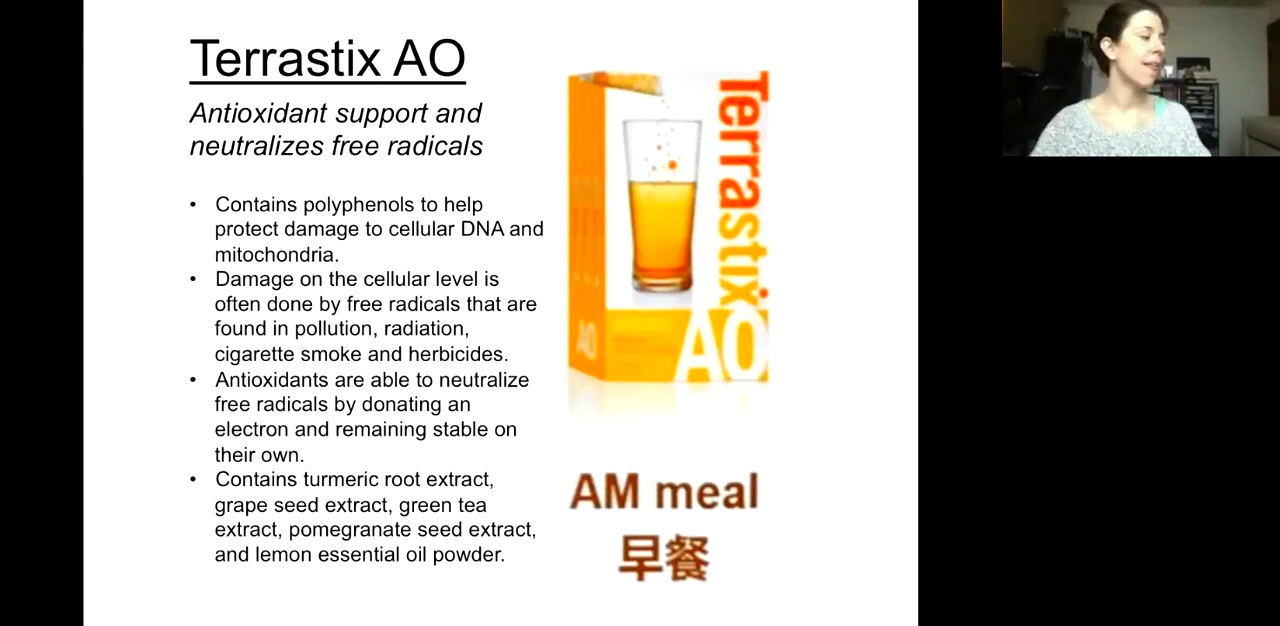 Terrastix AO
Antioxidant support and
neutralizes free radicals
• Contains polyphenols to help
protect damage to cellular DNA and
mitochondria.
• Damage on the cellular level is
often done by free radicals that are
found in pollution, radiation,
cigarette smoke and herbicides.
• Antioxidants are able to neutralize
free radicals by donating an
electron and remaining stable on
their own.
• Contains turmeric root extract,
grape seed extract, green tea
extract, pomegranate seed extract,
and lemon essential oil powder.
Terrastix
AO
AO
AM meal
早餐